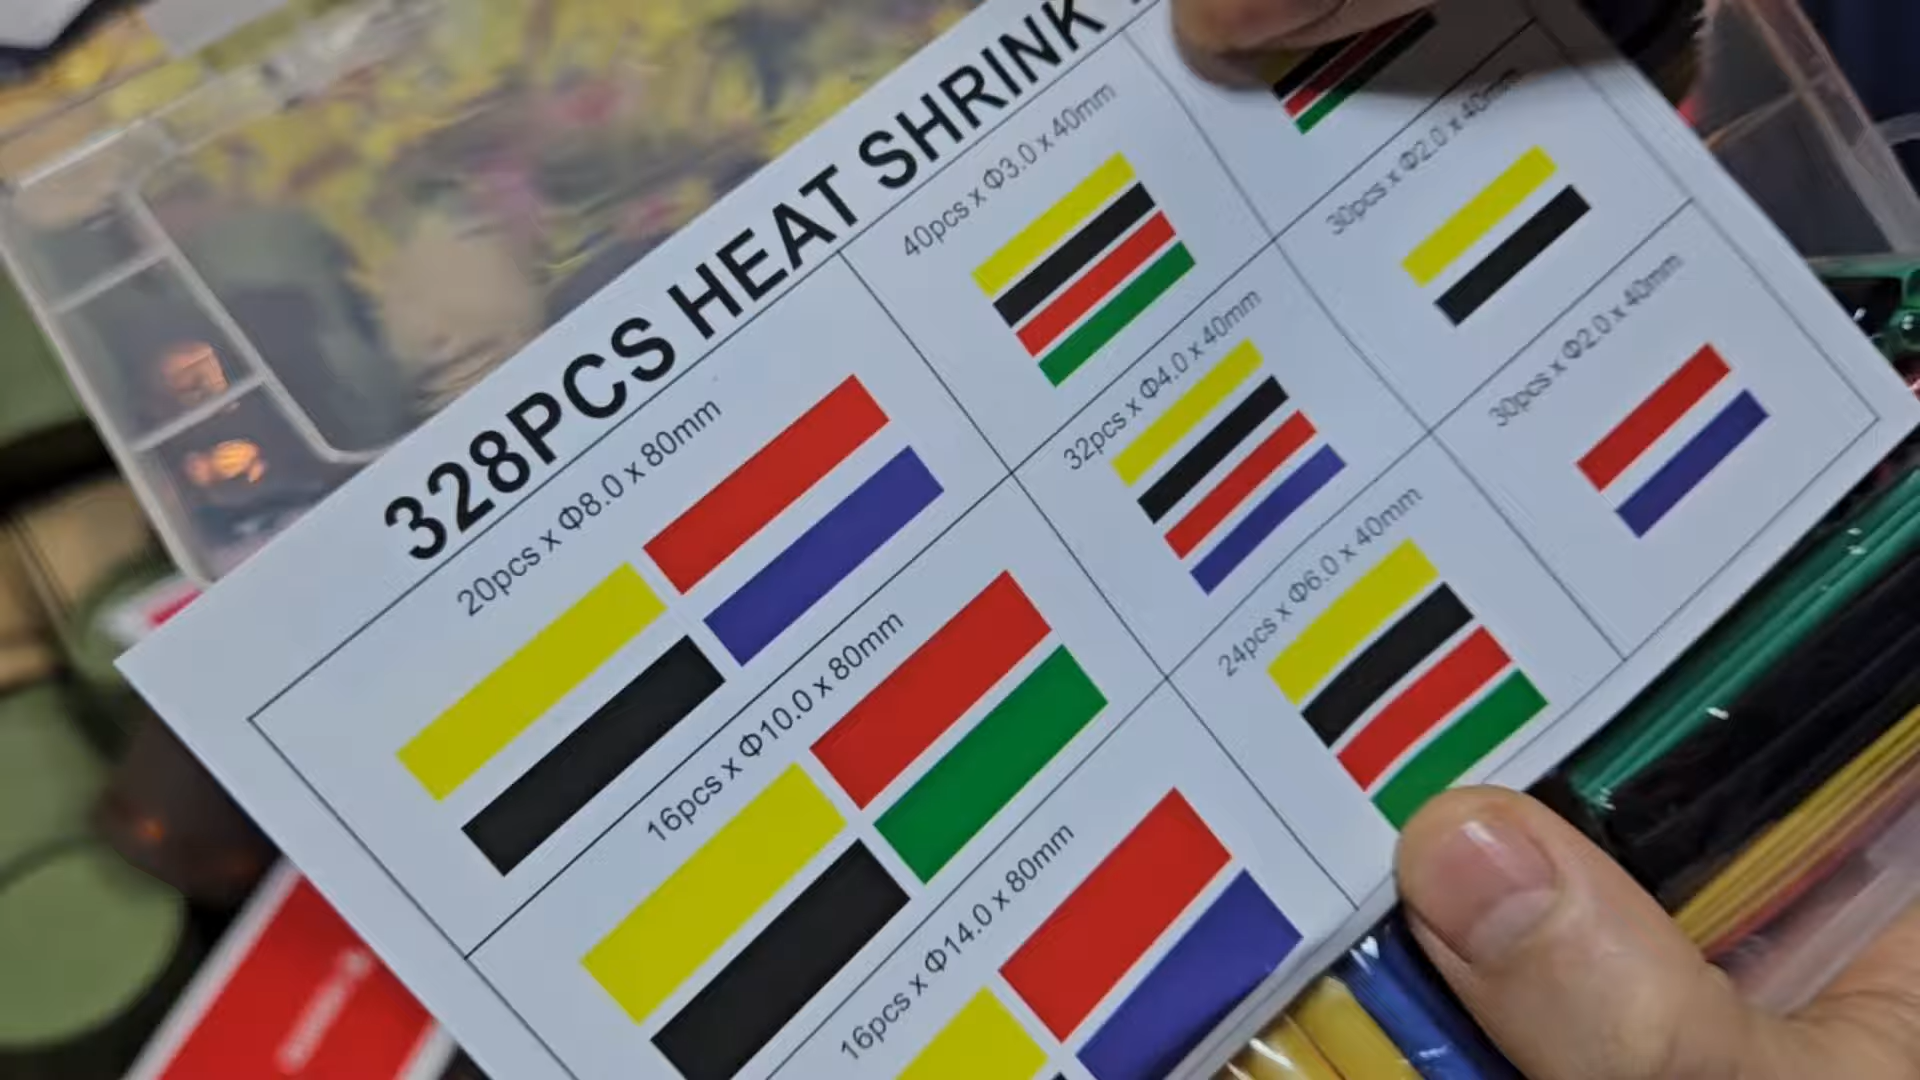 328PCS HEAT SHRINK
20pcs x Φ8.0 x 80mm
16pcs x Φ10.0 x 80mm
16pcs x Φ14.0 x 80mm
40pcs x Φ3.0 x 40mm
32pcs x Φ4.0 x 40mm
24pcs x Φ6.0 x 40mm
30pcs x Φ2.0 x 40mm
30pcs x Φ2.0 x 40mm